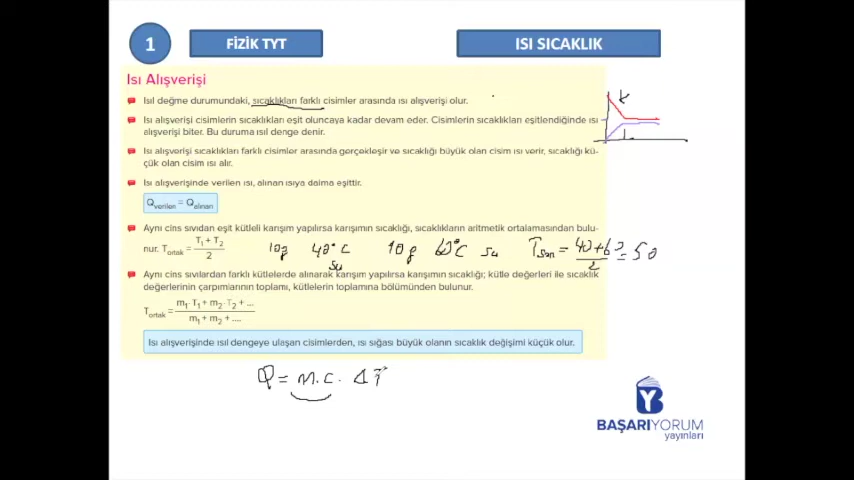 1
FİZİK TYT
ISI SICAKLIK
Isı Alışverişi
Isıl değme durumundaki, sıcaklıkları farklı cisimler arasında ısı alışverişi olur.
Isı alışverişi cisimlerin sıcaklıkları eşit oluncaya kadar devam eder. Cisimlerin sıcaklıkları eşitlendiğinde ısı
alışverişi biter. Bu duruma ısıl denge denir.
Isı alışverişi sıcaklıkları farklı cisimler arasında gerçekleşir ve sıcaklığı büyük olan cisim ısı verir, sıcaklığı kü-
çük olan cisim ısı alır.
Isı alışverişinde verilen ısı, alınan ısıya daima eşittir.
Qverilen = Qalınan
Aynı cins sıvıdan eşit kütleli karışım yapılırsa karışımın sıcaklığı, sıcaklıkların aritmetik ortalamasından bulu-
nur. Tortak = T1 + T2 / 2
10g 40°C su 10g 60°C su Tson = 40+60 / 2 = 50
Aynı cins sıvılardan farklı kütlelerde alınarak karışım yapılırsa karışımın sıcaklığı; kütle değerleri ile sıcaklık
değerlerinin çarpımlarının toplamı, kütlelerin toplamına bölümünden bulunur.
Tortak = m1 · T1 + m2 · T2 + ... / m1 + m2 + ....
Isı alışverişinde ısıl dengeye ulaşan cisimlerden, ısı sığası büyük olanın sıcaklık değişimi küçük olur.
Q = m.c. ΔT
K
L
BAŞARIYORUM
yayınları